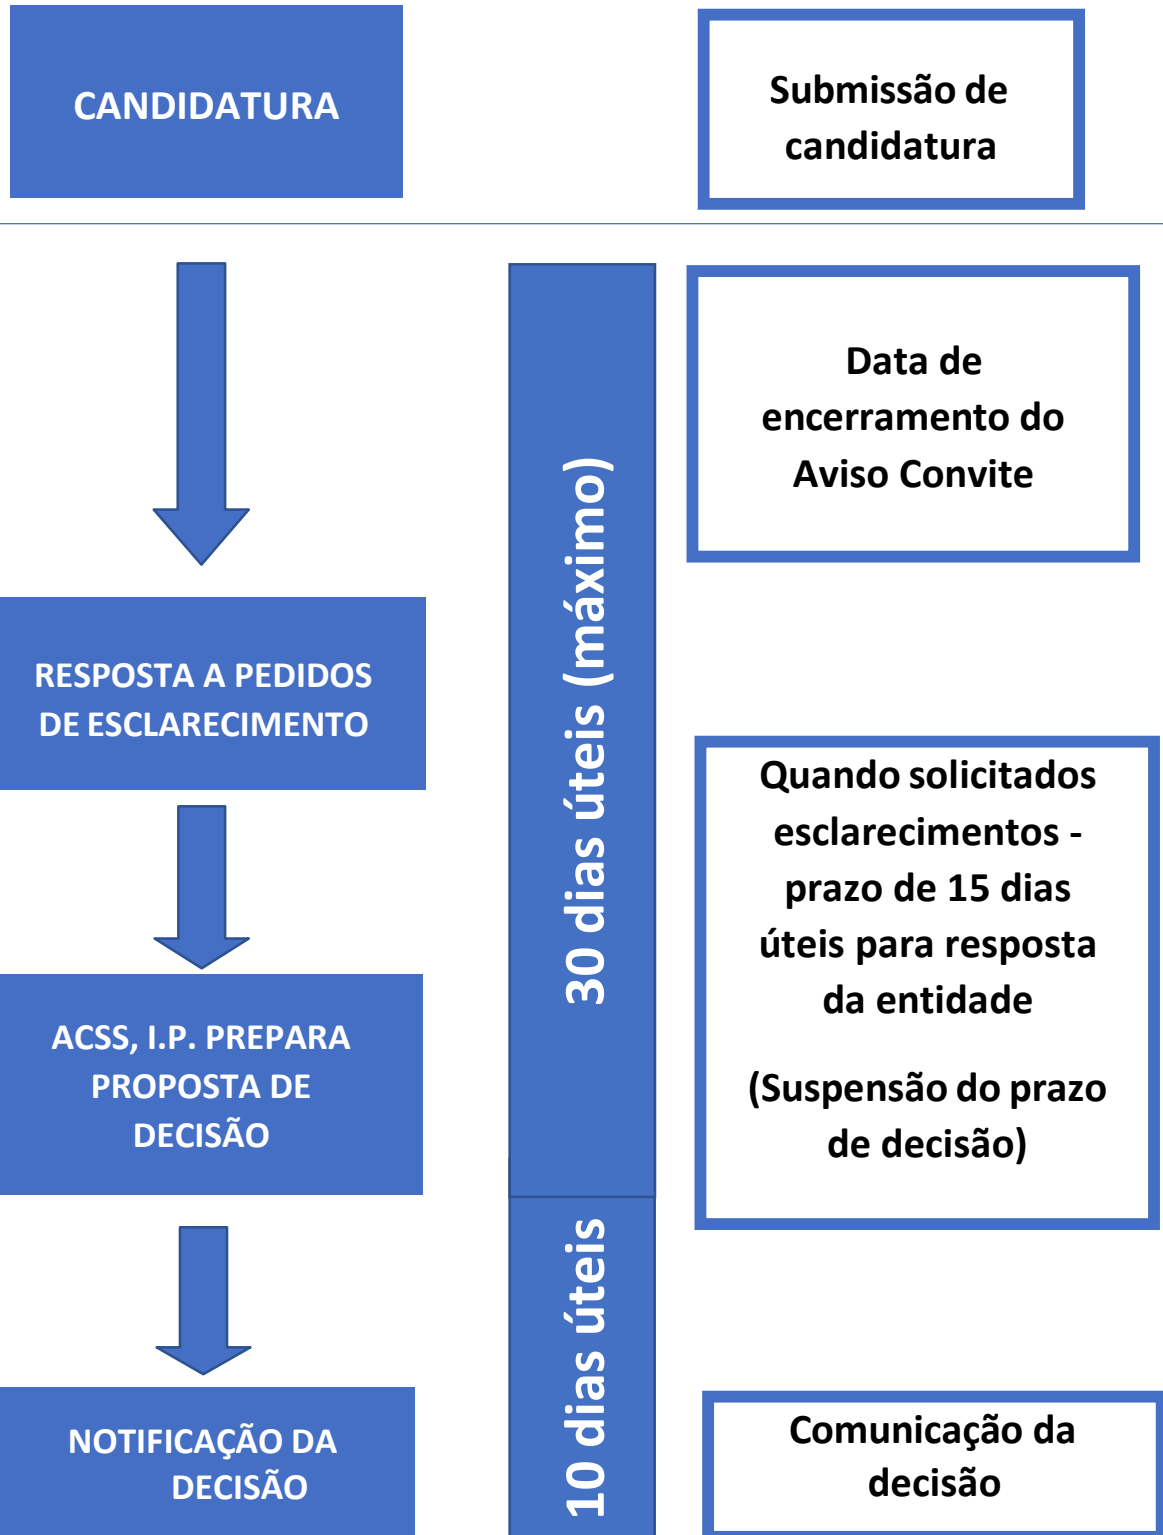 CANDIDATURA
Submissão de
candidatura
Data de
encerramento do
Aviso Convite
30 dias úteis (máximo)
RESPOSTA A PEDIDOS
DE ESCLARECIMENTO
Quando solicitados
esclarecimentos -
prazo de 15 dias
úteis para resposta
da entidade
(Suspensão do prazo
de decisão)
ACSS, I.P. PREPARA
PROPOSTA DE
DECISÃO
10 dias úteis
NOTIFICAÇÃO DA
DECISÃO
Comunicação da
decisão